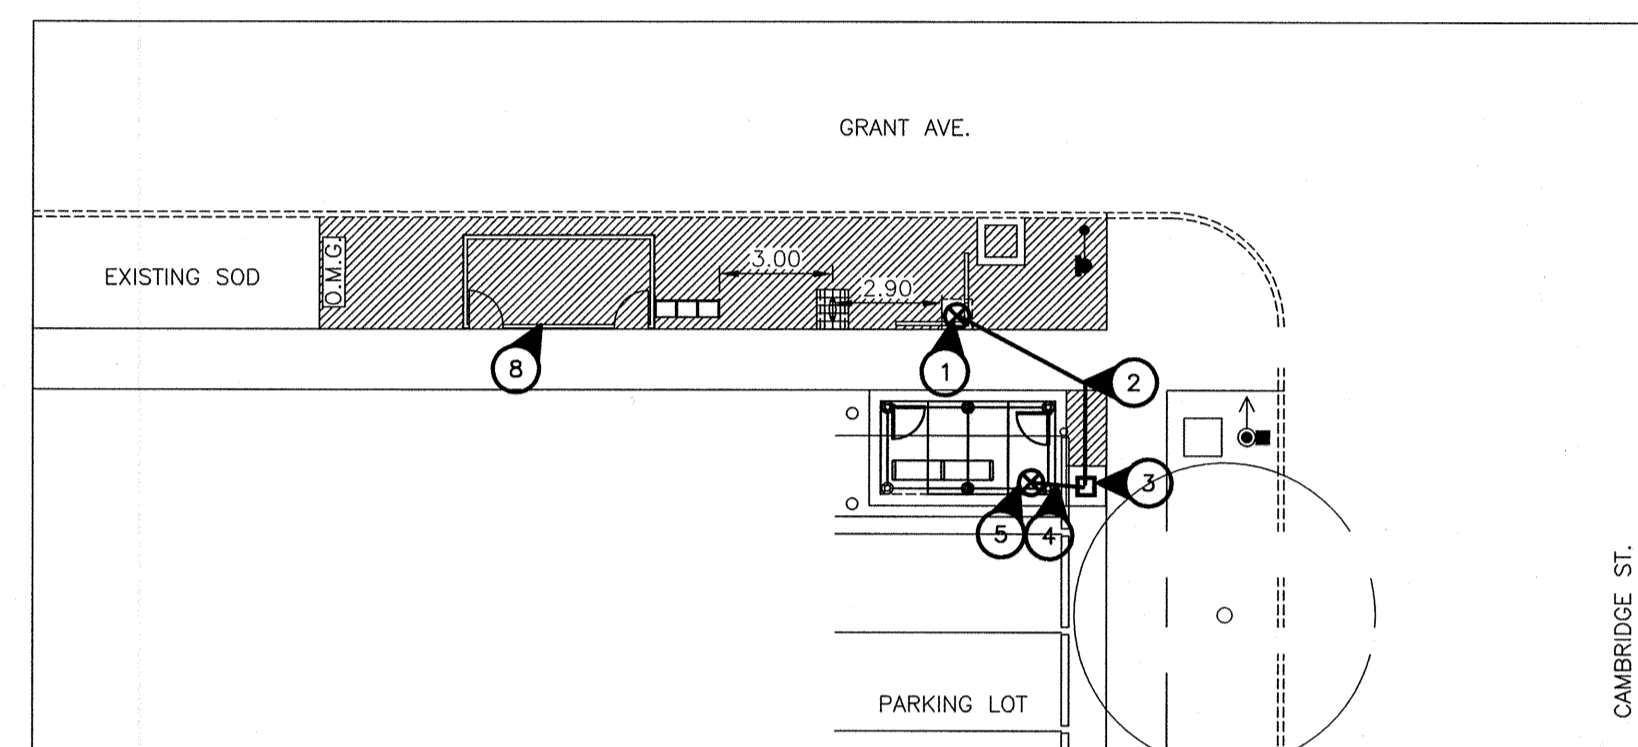 GRANT AVE.
EXISTING SOD
O.M.G.
3.00
2.90
8
1
2
3
5
4
PARKING LOT
CAMBRIDGE ST.